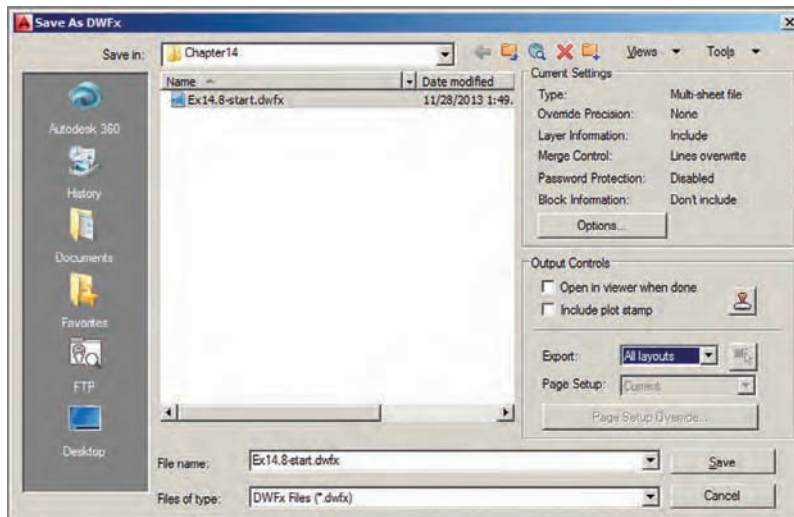 Save As DWFx
Save in:
Chapter14
Views
Tools
Name
Date modified
Ex14.8-start.dwfx
11/28/2013 1:49.
Autodesk 360
History
Documents
Favorites
FTP
Desktop
Current Settings
Type: Multi-sheet file
Override Precision: None
Layer Information: Include
Merge Control: Lines overwrite
Password Protection: Disabled
Block Information: Don't include
Options...
Output Controls
Open in viewer when done
Include plot stamp
Export: All layouts
Page Setup: Current
Page Setup Override...
File name: Ex14.8-start.dwfx
Save
Files of type: DWFx Files (*.dwfx)
Cancel